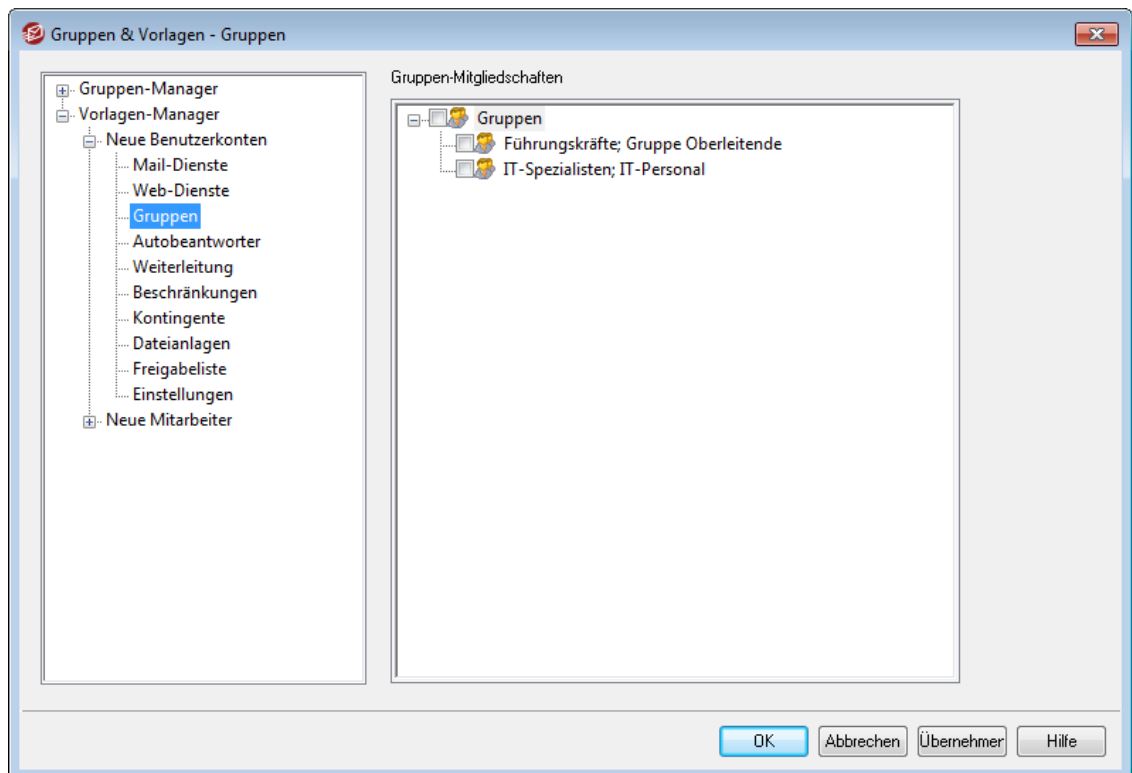 Gruppen & Vorlagen - Gruppen
Gruppen-Manager
Vorlagen-Manager
Neue Benutzerkonten
Mail-Dienste
Web-Dienste
Gruppen
Autobeantworter
Weiterleitung
Beschränkungen
Kontingente
Dateianlagen
Freigabeliste
Einstellungen
Neue Mitarbeiter
Gruppen-Mitgliedschaften
Gruppen
Führungskräfte; Gruppe Oberleitende
IT-Spezialisten; IT-Personal
OK
Abbrechen
Übernehmer
Hilfe